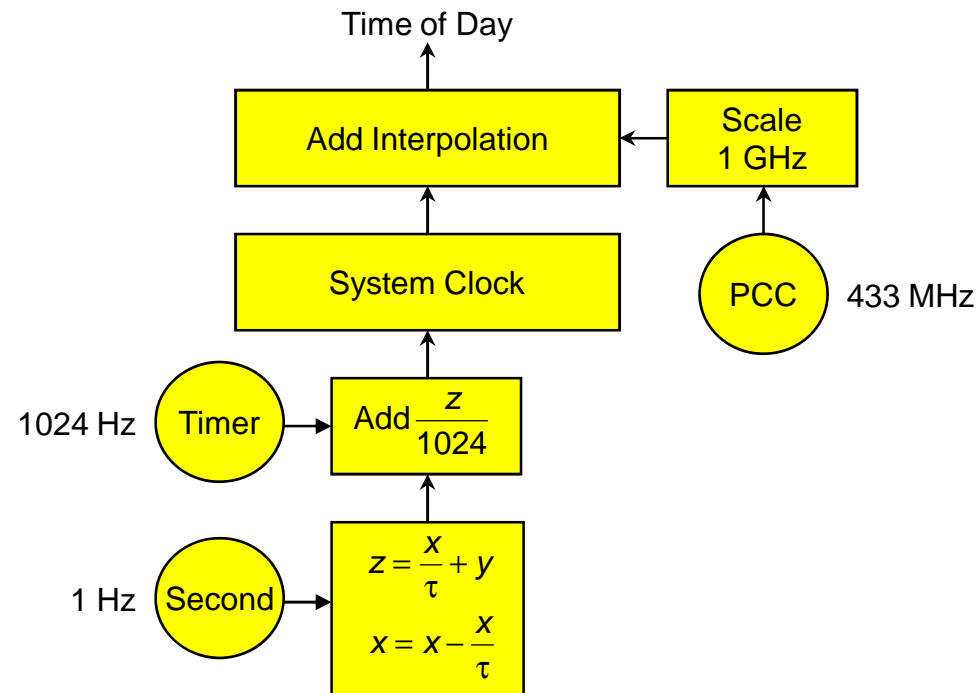 Time of Day
Add Interpolation
Scale
1 GHz
System Clock
PCC
433 MHz
1024 Hz
Timer
Add z/1024
1 Hz
Second
z = x/τ + y
x = x − x/τ